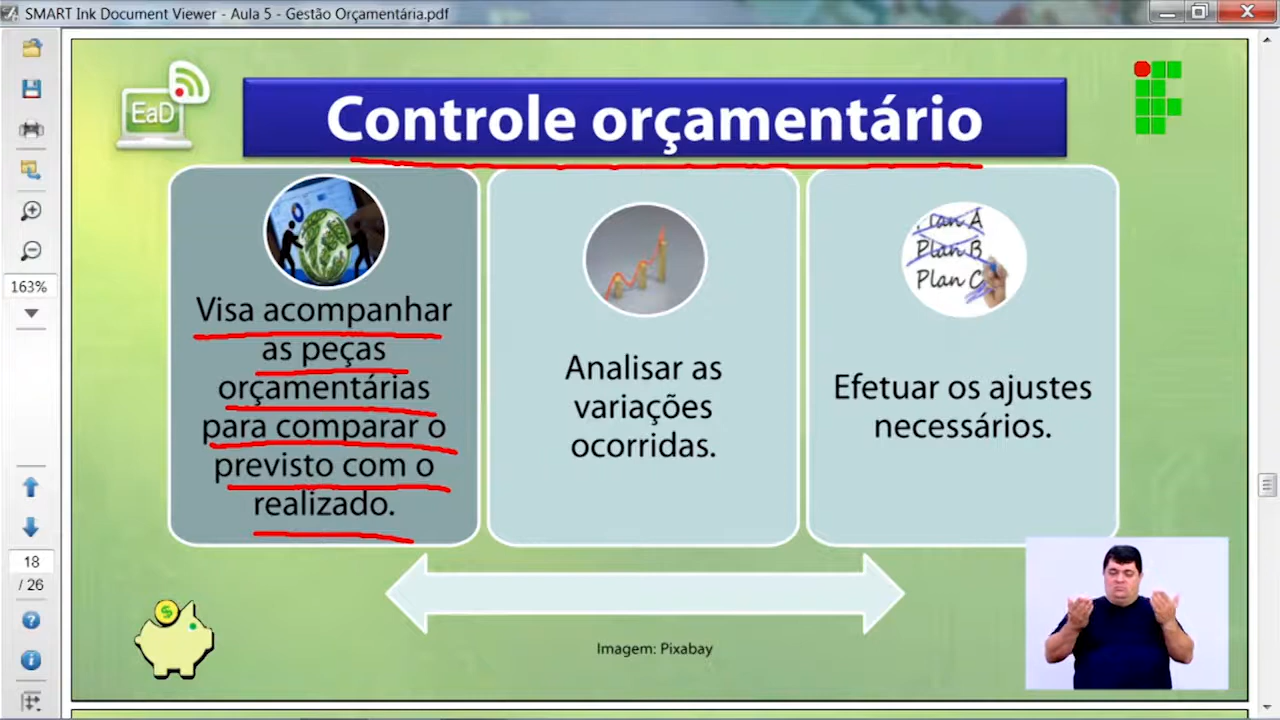 SMART Ink Document Viewer - Aula 5 - Gestão Orçamentária.pdf
EaD
Controle orçamentário
Visa acompanhar
as peças
orçamentárias
para comparar o
previsto com o
realizado.
Analisar as
variações
ocorridas.
Plan A
Plan B
Plan C
Efetuar os ajustes
necessários.
163%
18
/ 26
$
Imagem: Pixabay